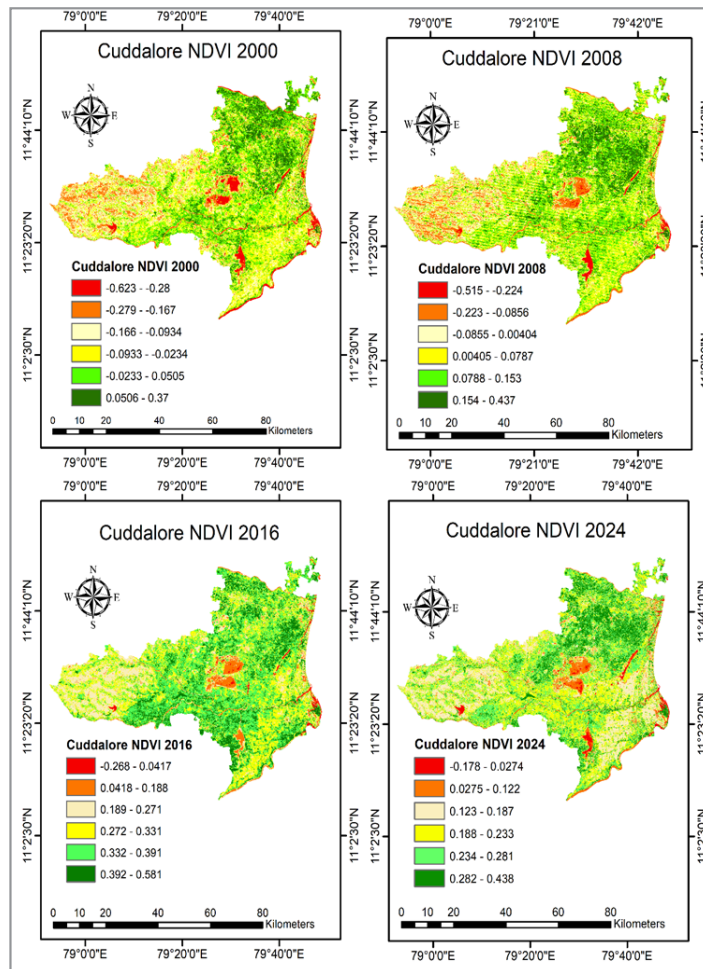 79°0'0"E 79°20'0"E 79°40'0"E
79°0'0"E 79°21'0"E 79°42'0"E
Cuddalore NDVI 2000
Cuddalore NDVI 2008
N
W E
S
N
W E
S
11°44'10"N
11°23'20"N
11°2'30"N
11°44'10"N
11°23'20"N
11°2'30"N
Cuddalore NDVI 2000
-0.623 - -0.28
-0.279 - -0.167
-0.166 - -0.0934
-0.0933 - -0.0234
-0.0233 - 0.0505
0.0506 - 0.37
0 10 20 40 60 80
Kilometers
Cuddalore NDVI 2008
-0.515 - -0.224
-0.223 - -0.0856
-0.0855 - 0.00404
0.00405 - 0.0787
0.0788 - 0.153
0.154 - 0.437
0 10 20 40 60 80
Kilometers
79°0'0"E 79°20'0"E 79°40'0"E
79°0'0"E 79°21'0"E 79°42'0"E
79°0'0"E 79°20'0"E 79°40'0"E
79°0'0"E 79°20'0"E 79°40'0"E
Cuddalore NDVI 2016
Cuddalore NDVI 2024
N
W E
S
N
W E
S
11°44'10"N
11°23'20"N
11°2'30"N
11°44'10"N
11°23'20"N
11°2'30"N
11°44'10"N
11°23'20"N
11°2'30"N
Cuddalore NDVI 2016
-0.268 - 0.0417
0.0418 - 0.188
0.189 - 0.271
0.272 - 0.331
0.332 - 0.391
0.392 - 0.581
0 10 20 40 60 80
Kilometers
Cuddalore NDVI 2024
-0.178 - 0.0274
0.0275 - 0.122
0.123 - 0.187
0.188 - 0.233
0.234 - 0.281
0.282 - 0.438
0 10 20 40 60 80
Kilometers
79°0'0"E 79°20'0"E 79°40'0"E
79°0'0"E 79°20'0"E 79°40'0"E